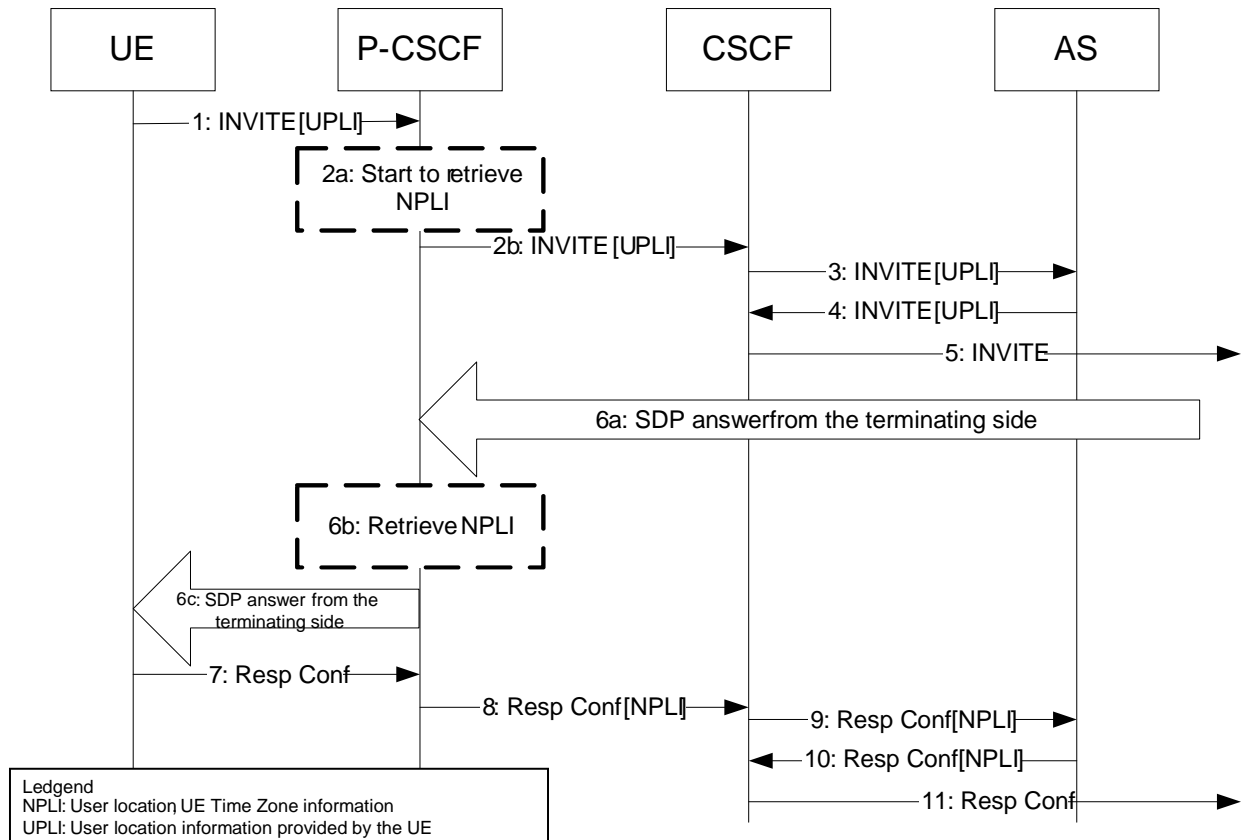 UE
P-CSCF
CSCF
AS
1: INVITE [UPLI]
2a: Start to retrieve
NPLI
2b: INVITE [UPLI]
3: INVITE[UPLI]
4: INVITE[UPLI]
5: INVITE
6a: SDP answerfrom the terminating side
6b: Retrieve NPLI
6c: SDP answer from the
terminating side
7: Resp Conf
8: Resp Conf[NPLI]
9: Resp Conf[NPLI]
10: Resp Conf[NPLI]
11: Resp Conf
Ledgend
NPLI: User location, UE Time Zone information
UPLI: User location information provided by the UE